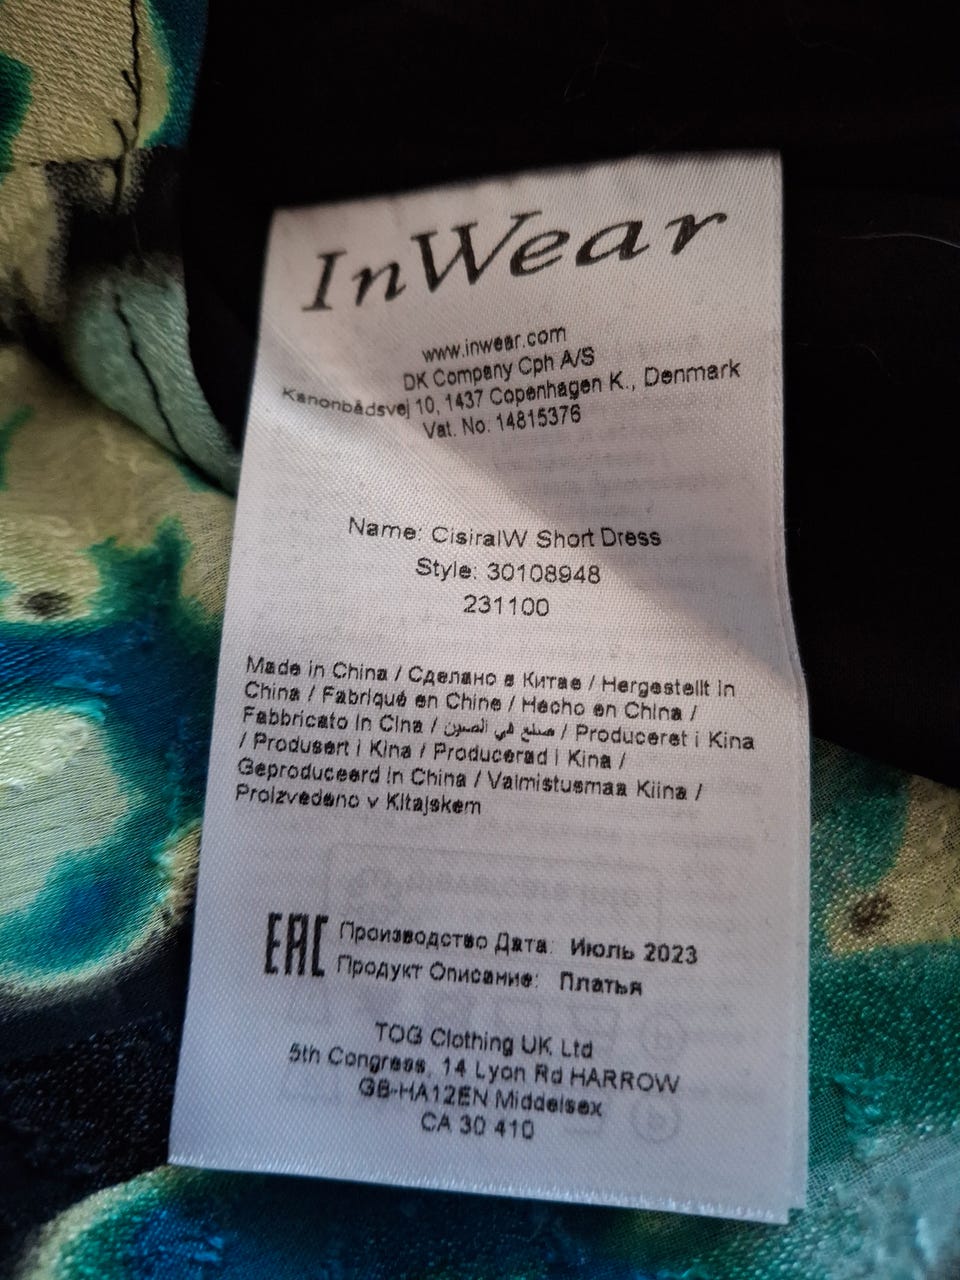 InWear
www.inwear.com
DK Company Cph A/S
Kanonbådsvej 10, 1437 Copenhagen K., Denmark
Vat. No. 14815376
Name: CisiraIW Short Dress
Style: 30108948
231100
Made in China / Сделано в Китае / Hergestellt in
China / Fabriqué en Chine / Hecho en China /
Fabbricato in Cina / صنع في الصين / Produceret i Kina
/ Produsert i Kina / Producerad i Kina /
Geproduceerd in China / Valmistusmaa Kiina /
Proizvedeno v Kitajskem
EAC Производство Дата: Июль 2023
Продукт Описание: Платья
TOG Clothing UK Ltd
5th Congress, 14 Lyon Rd HARROW
GB-HA12EN Middelsex
CA 30 410